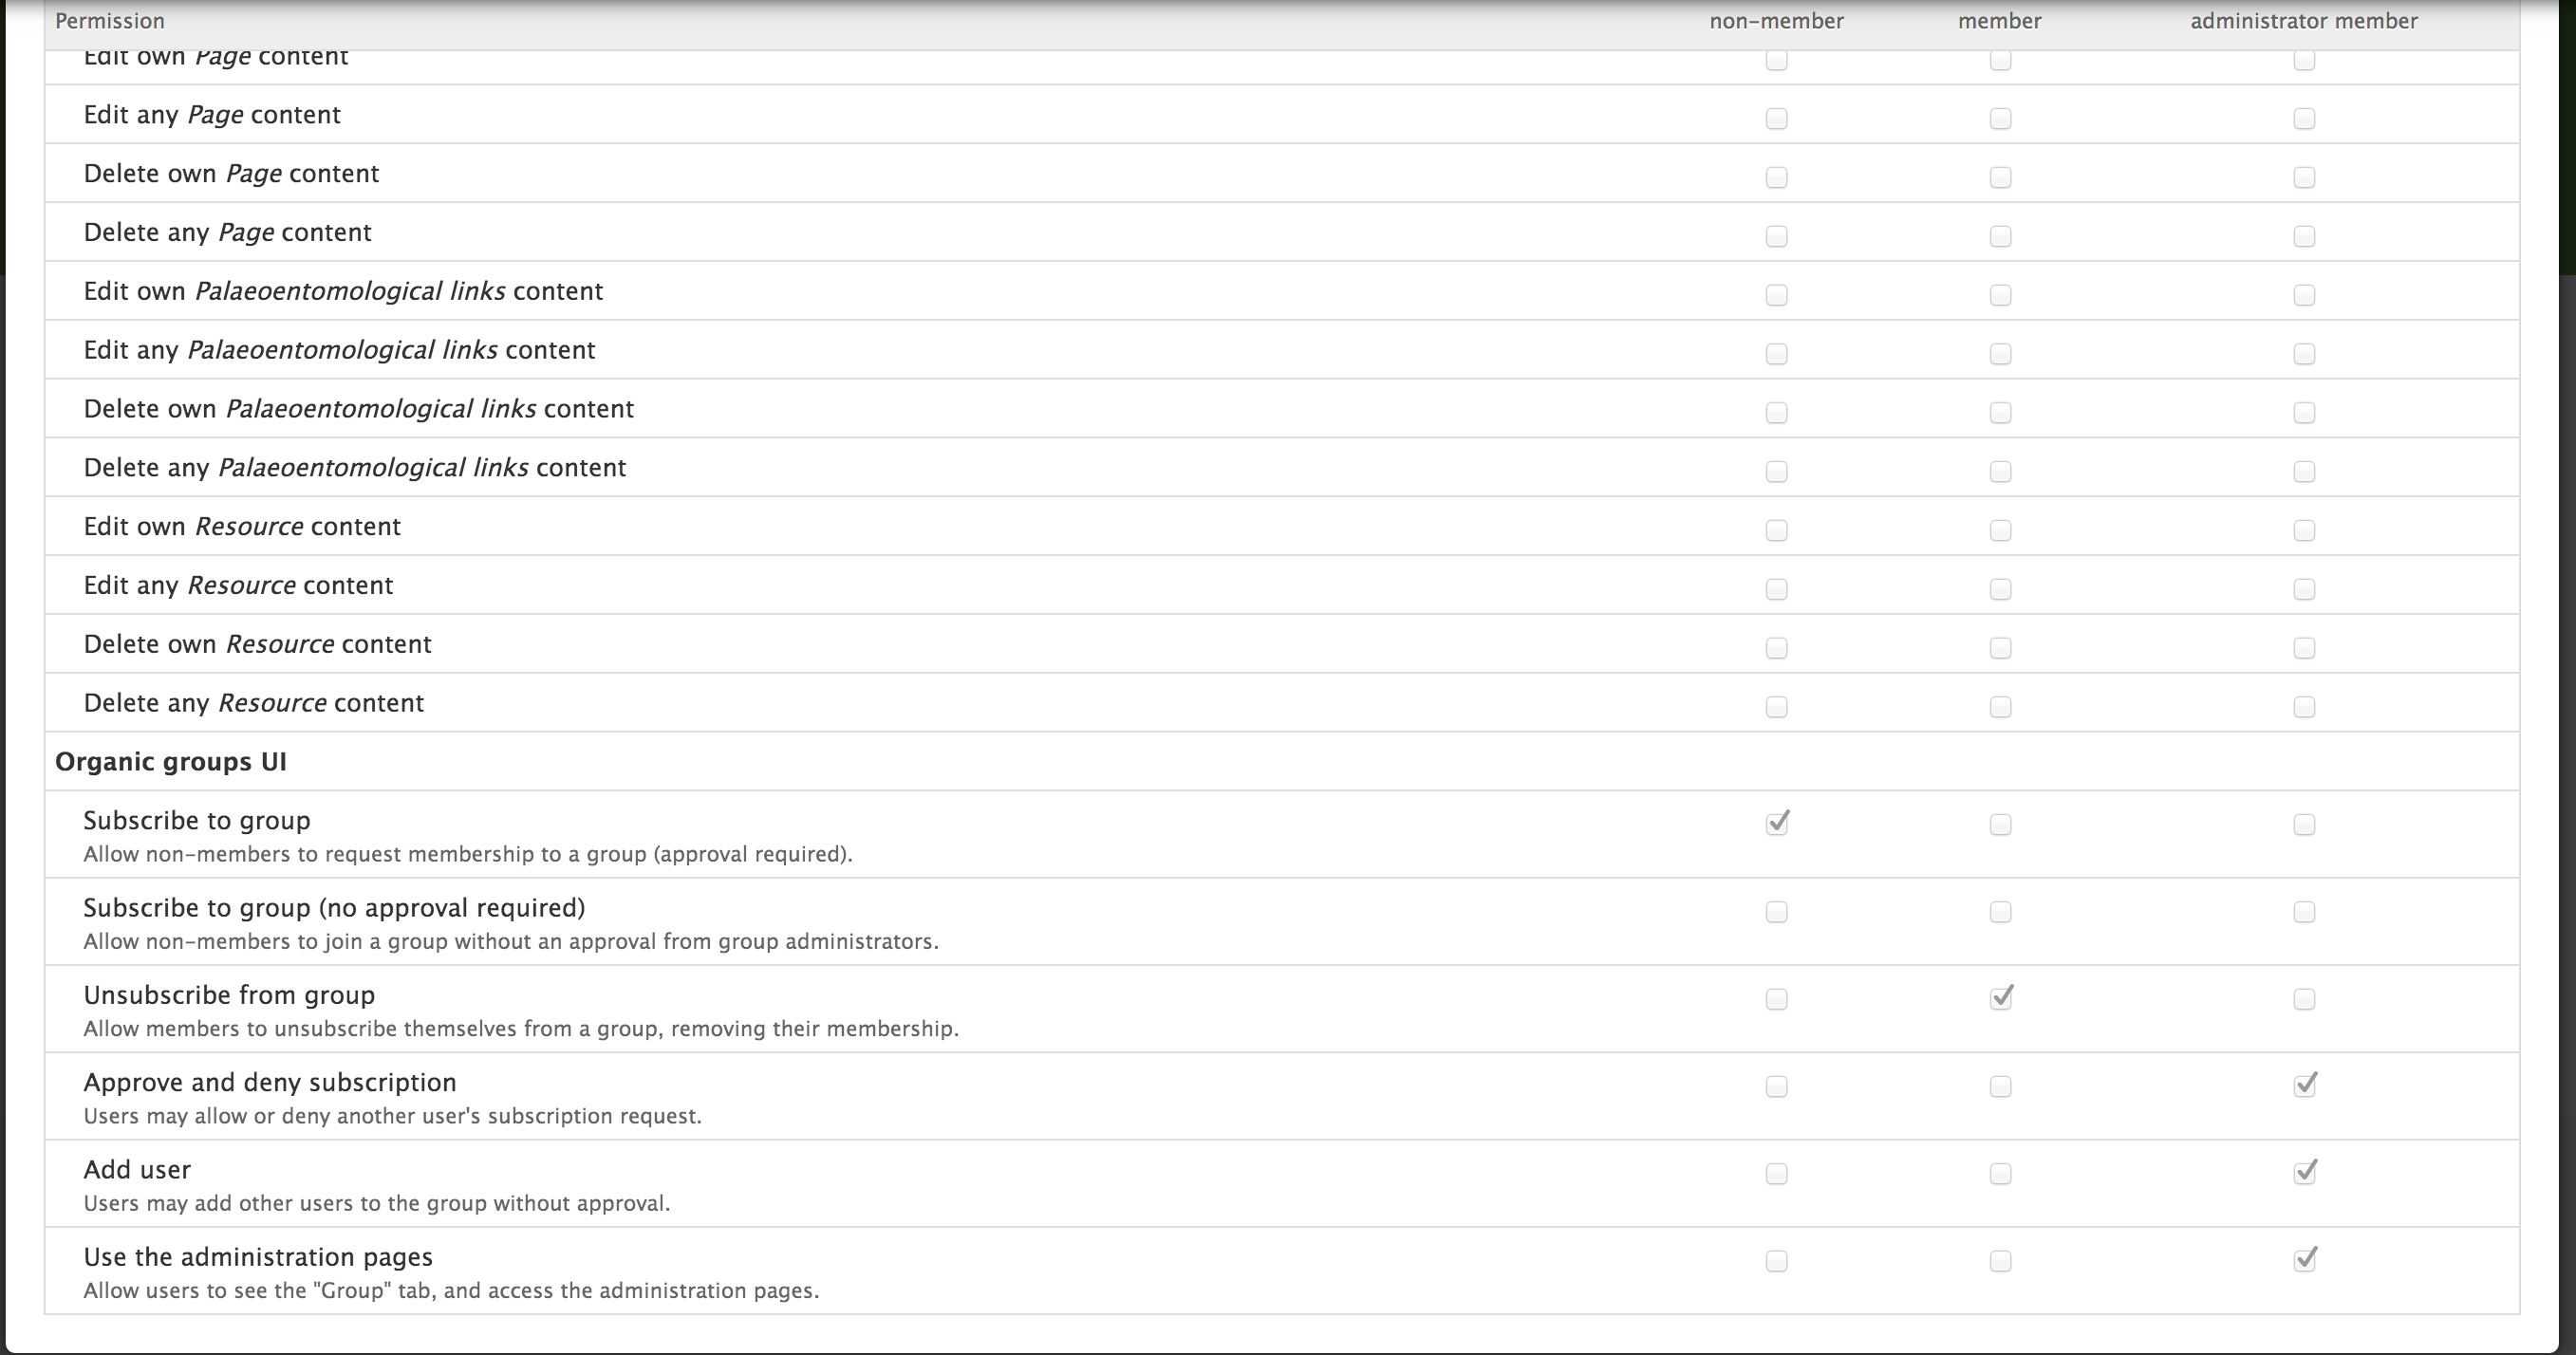 Permission non-member member administrator member
Edit own Page content
Edit any Page content
Delete own Page content
Delete any Page content
Edit own Palaeoentomological links content
Edit any Palaeoentomological links content
Delete own Palaeoentomological links content
Delete any Palaeoentomological links content
Edit own Resource content
Edit any Resource content
Delete own Resource content
Delete any Resource content
Organic groups UI
Subscribe to group
Allow non-members to request membership to a group (approval required).
Subscribe to group (no approval required)
Allow non-members to join a group without an approval from group administrators.
Unsubscribe from group
Allow members to unsubscribe themselves from a group, removing their membership.
Approve and deny subscription
Users may allow or deny another user's subscription request.
Add user
Users may add other users to the group without approval.
Use the administration pages
Allow users to see the "Group" tab, and access the administration pages.